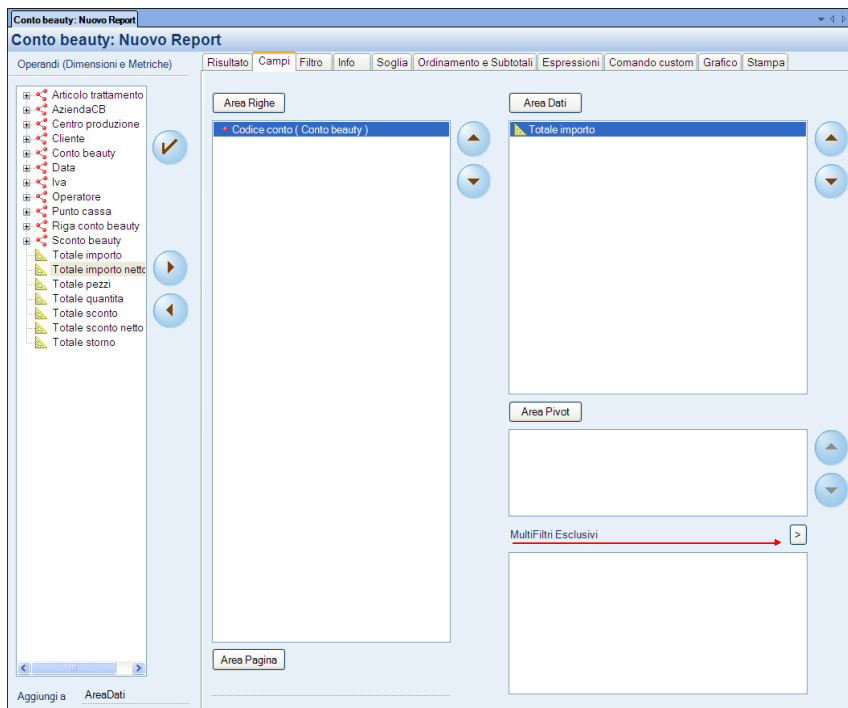 Conto beauty: Nuovo Report
Conto beauty: Nuovo Report
Operandi (Dimensioni e Metriche)
Risultato Campi Filtro Info Soglia Ordinamento e Subtotali Espressioni Comando custom Grafico Stampa
Articolo trattamento
AziendaCB
Centro produzione
Cliente
Conto beauty
Data
Iva
Operatore
Punto cassa
Riga conto beauty
Sconto beauty
Totale importo
Totale importo netto
Totale pezzi
Totale quantita
Totale sconto
Totale sconto netto
Totale storno
Aggiungi a AreaDati
Area Righe
Codice conto ( Conto beauty )
Area Pagina
Area Dati
Totale importo
Area Pivot
MultiFiltri Esclusivi >